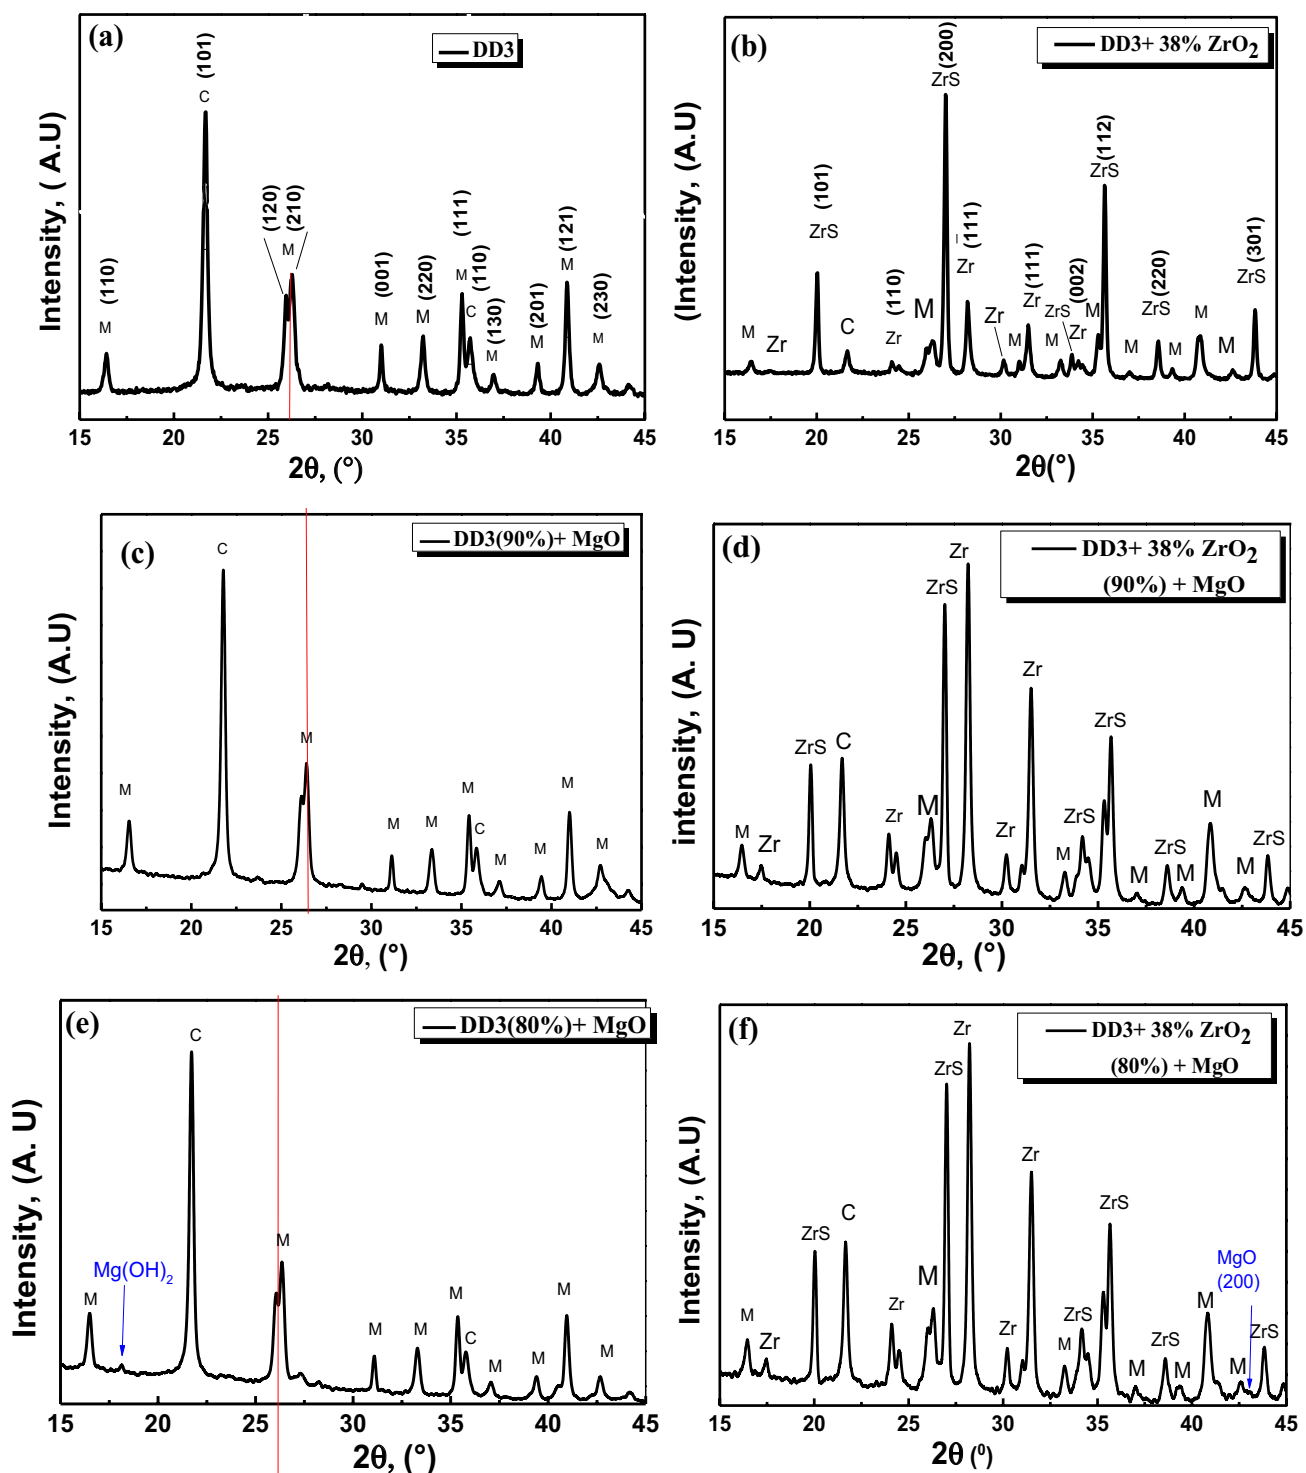 (a)
DD3
Intensity, ( A.U)
M (110)
C (101)
(120)
M (210)
M (001)
M (220)
M (111)
C (110)
M (130)
M (201)
M (121)
M (230)
15 20 25 30 35 40 45
2θ, (°)
(b)
DD3+ 38% ZrO2
(Intensity, (A.U)
M
Zr
ZrS (101)
C
Zr (110)
M
ZrS (200)
Zr (111)
Zr
M
Zr (111)
M
ZrS
Zr (002)
M
ZrS (112)
M
ZrS (220)
M
M
M
ZrS (301)
15 20 25 30 35 40 45
2θ(°)
(c)
DD3(90%)+ MgO
Intensity, (A.U)
M
C
M
M
M
M
C
M
M
M
M
15 20 25 30 35 40 45
2θ, (°)
(d)
DD3+ 38% ZrO2
(90%) + MgO
intensity, (A. U)
M
Zr
ZrS
C
Zr
M
ZrS
Zr
Zr
Zr
M
ZrS
ZrS
M
ZrS
M
M
M
ZrS
15 20 25 30 35 40 45
2θ, (°)
(e)
DD3(80%)+ MgO
Intensity, (A. U)
M
Mg(OH)2
C
M
M
M
M
C
M
M
M
M
15 20 25 30 35 40 45
2θ, (°)
(f)
DD3+ 38% ZrO2
(80%) + MgO
Intensity, (A.U)
M
Zr
ZrS
C
Zr
M
ZrS
Zr
Zr
Zr
M
ZrS
ZrS
M
ZrS
M
M
M
MgO
(200)
ZrS
15 20 25 30 35 40 45
2θ (⁰)